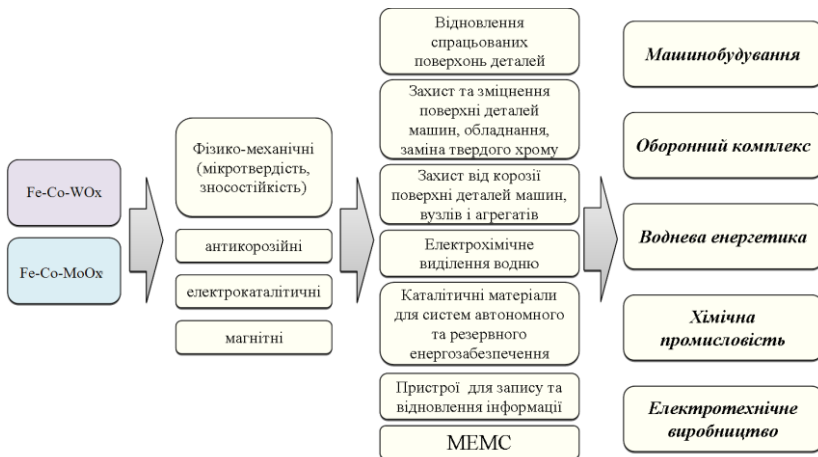 Fe-Co-WOx
Fe-Co-MoOx
Фізико-механічні
(мікротвердість,
зносостійкість)
антикорозійні
електрокаталітичні
магнітні
Відновлення
спрацьованих
поверхонь деталей
Захист та зміцнення
поверхні деталей
машин, обладнання,
заміна твердого хрому
Захист від корозії
поверхні деталей машин,
вузлів і агрегатів
Електрохімічне
виділення водню
Каталітичні матеріали
для систем автономного
та резервного
енергозабезпечення
Пристрої для запису та
відновлення інформації
МЕМС
Машинобудування
Оборонний комплекс
Воднева енергетика
Хімічна
промисловість
Електротехнічне
виробництво